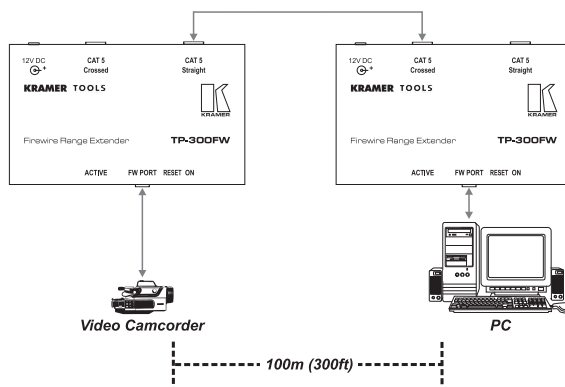 12V DC
CAT 5
Crossed
CAT 5
Straight
KRAMER TOOLS
KRAMER
Firewire Range Extender
TP-300FW
ACTIVE FW PORT RESET ON
12V DC
CAT 5
Crossed
CAT 5
Straight
KRAMER TOOLS
KRAMER
Firewire Range Extender
TP-300FW
ACTIVE FW PORT RESET ON
Video Camcorder
PC
100m (300ft)